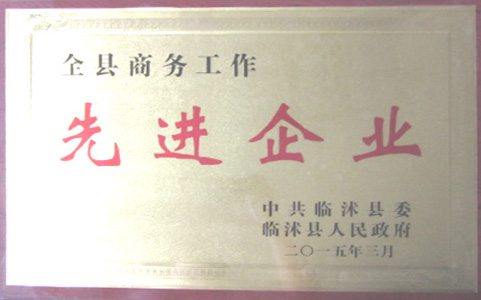 全县商务工作
先进企业
中共临沭县委
临沭县人民政府
二〇一五年三月